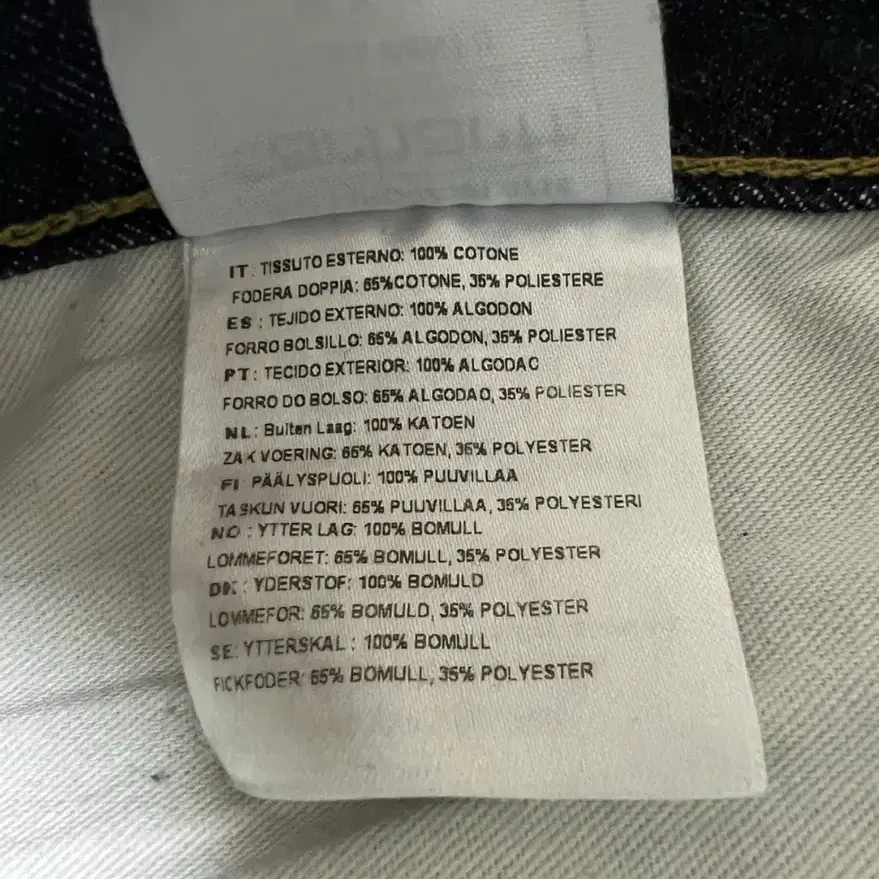 IT : TISSUTO ESTERNO: 100% COTONE
FODERA DOPPIA: 65%COTONE, 35% POLIESTERE
ES : TEJIDO EXTERNO: 100% ALGODON
FORRO BOLSILLO: 65% ALGODON, 35% POLIESTER
PT : TECIDO EXTERIOR: 100% ALGODAO
FORRO DO BOLSO: 65% ALGODAO, 35% POLIESTER
NL : Buiten Laag: 100% KATOEN
ZAK VOERING: 65% KATOEN, 35% POLYESTER
FI PÄÄLYSPUOLI: 100% PUUVILLAA
TASKUN VUORI: 65% PUUVILLAA, 35% POLYESTERI
NO : YTTER LAG: 100% BOMULL
LOMMEFORET: 65% BOMULL, 35% POLYESTER
DK : YDERSTOF: 100% BOMULD
LOMMEFOR: 65% BOMULD, 35% POLYESTER
SE: YTTERSKAL : 100% BOMULL
FICKFODER: 65% BOMULL, 35% POLYESTER